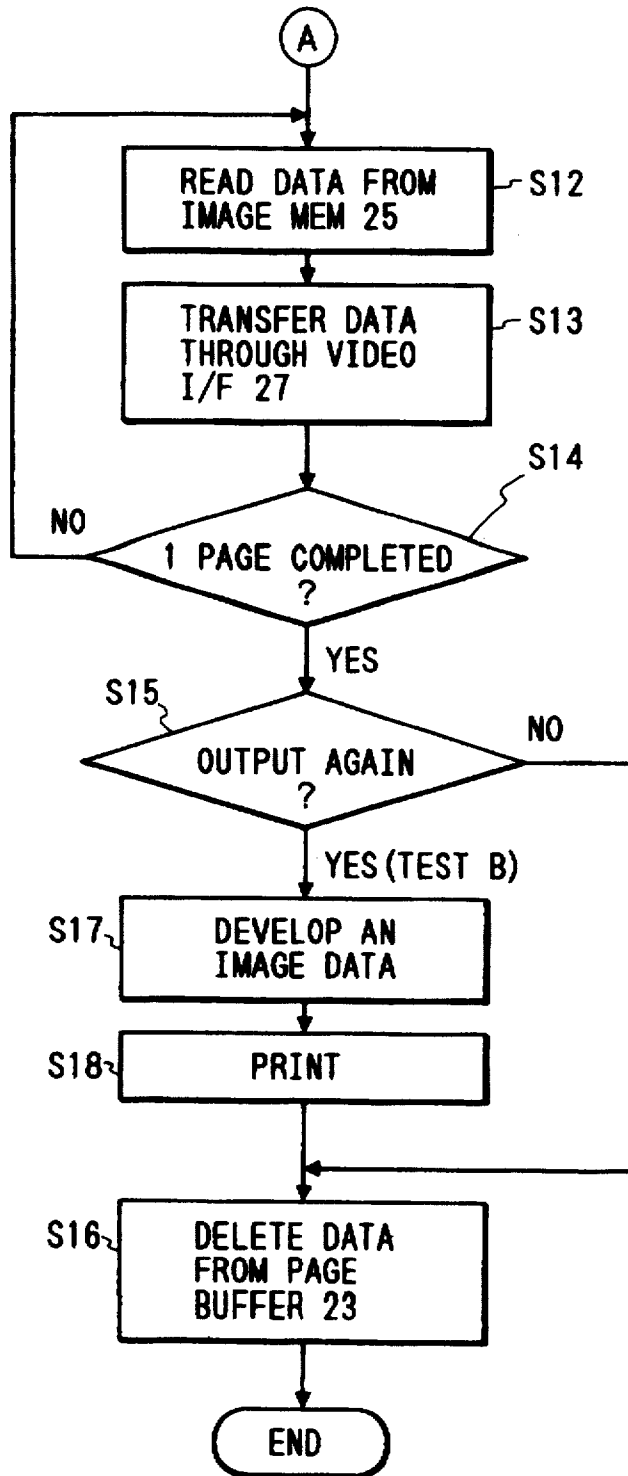 A
READ DATA FROM
IMAGE MEM 25
S12
TRANSFER DATA
THROUGH VIDEO
I/F 27
S13
S14
NO
1 PAGE COMPLETED
?
YES
S15
NO
OUTPUT AGAIN
?
YES(TEST B)
S17
DEVELOP AN
IMAGE DATA
S18
PRINT
S16
DELETE DATA
FROM PAGE
BUFFER 23
END